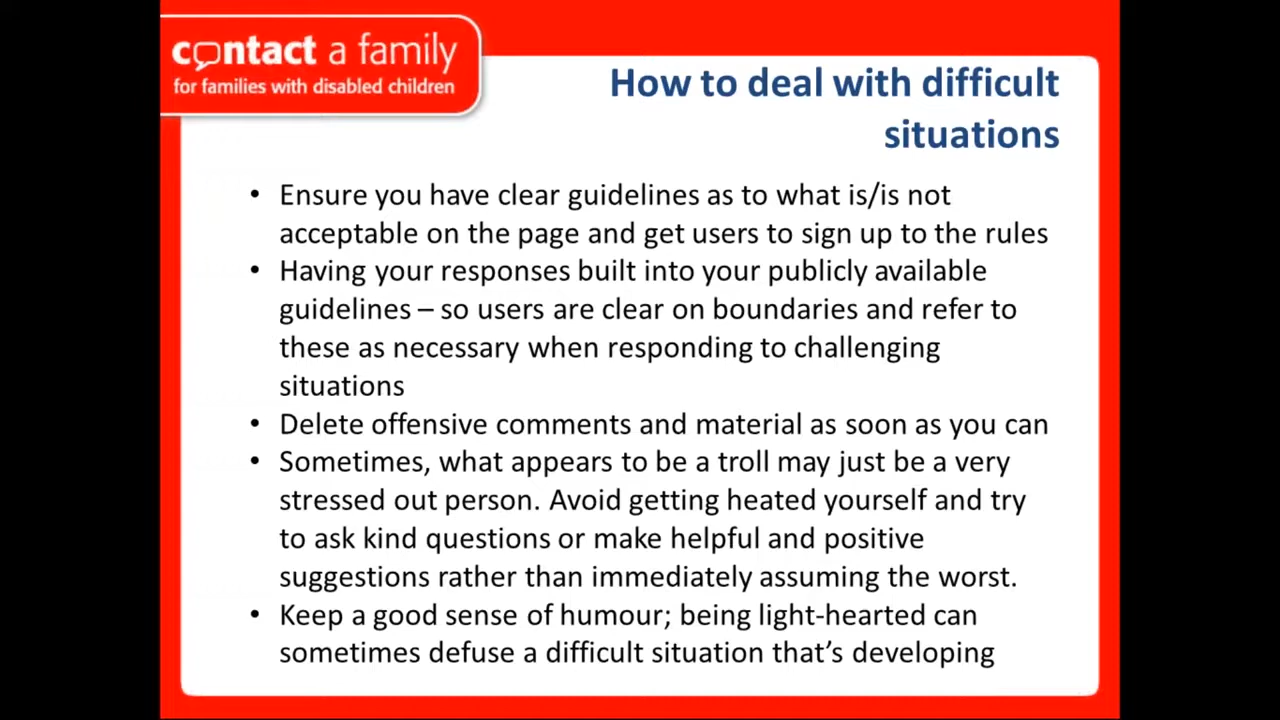 contact a family
for families with disabled children
How to deal with difficult
situations
• Ensure you have clear guidelines as to what is/is not
acceptable on the page and get users to sign up to the rules
• Having your responses built into your publicly available
guidelines – so users are clear on boundaries and refer to
these as necessary when responding to challenging
situations
• Delete offensive comments and material as soon as you can
• Sometimes, what appears to be a troll may just be a very
stressed out person. Avoid getting heated yourself and try
to ask kind questions or make helpful and positive
suggestions rather than immediately assuming the worst.
• Keep a good sense of humour; being light-hearted can
sometimes defuse a difficult situation that’s developing